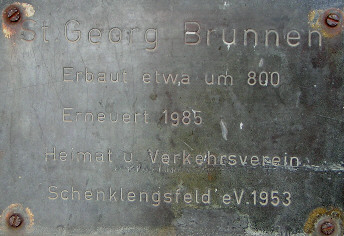 St. Georg Brunnen
Erbaut etwa um 800
Erneuert 1985
Heimat u. Verkehrsverein
Schenklengsfeld e.V. 1953